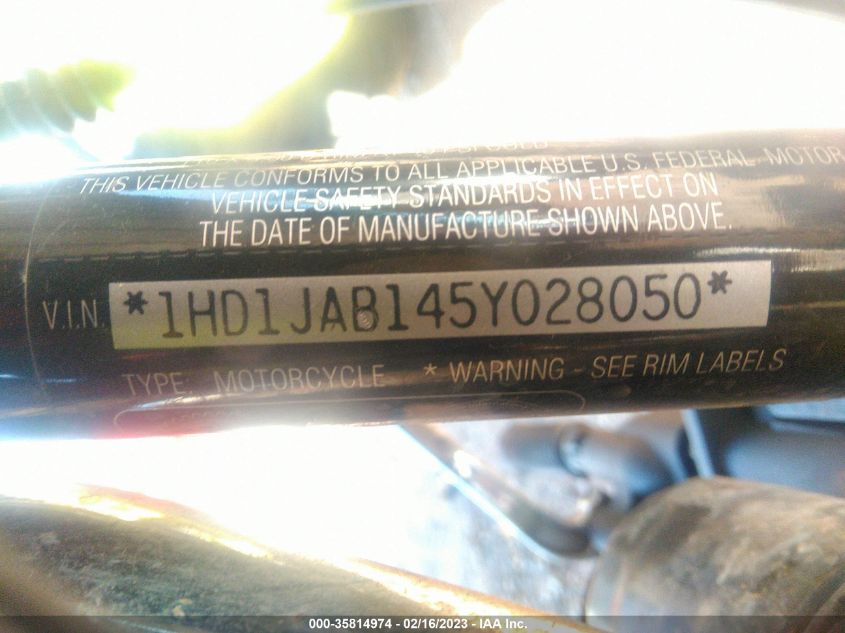 THIS VEHICLE CONFORMS TO ALL APPLICABLE U.S. FEDERAL MOTOR
VEHICLE SAFETY STANDARDS IN EFFECT ON
THE DATE OF MANUFACTURE SHOWN ABOVE.
V.I.N. *1HD1JAB145Y028050*
TYPE. MOTORCYCLE * WARNING - SEE RIM LABELS
000-35814974 - 02/16/2023 - IAA Inc.